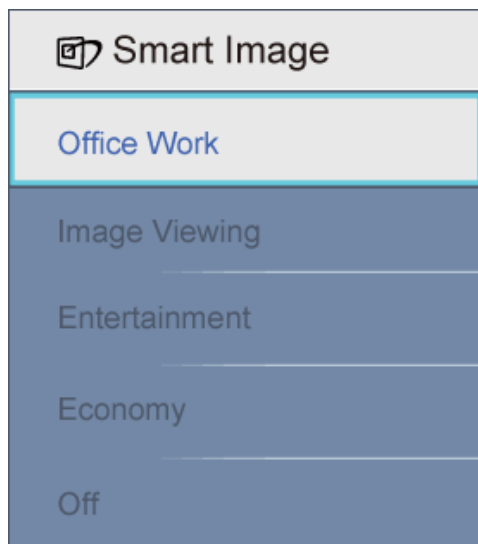 Smart Image
Office Work
Image Viewing
Entertainment
Economy
Off